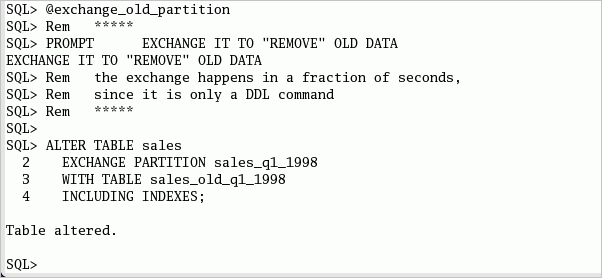 SQL> @exchange_old_partition
SQL> Rem   *****
SQL> PROMPT      EXCHANGE IT TO "REMOVE" OLD DATA
EXCHANGE IT TO "REMOVE" OLD DATA
SQL> Rem   the exchange happens in a fraction of seconds,
SQL> Rem   since it is only a DDL command
SQL> Rem   *****
SQL>
SQL> ALTER TABLE sales
  2    EXCHANGE PARTITION sales_q1_1998
  3    WITH TABLE sales_old_q1_1998
  4    INCLUDING INDEXES;
Table altered.
SQL>